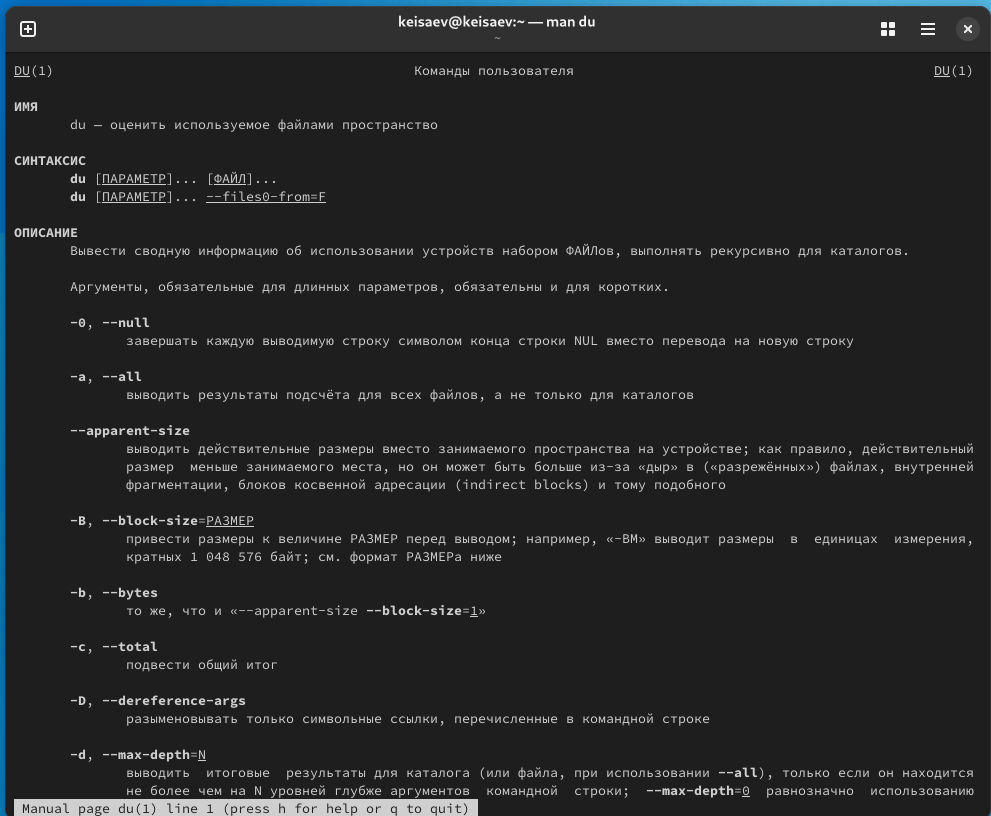 keisaev@keisaev:~ — man du
~
DU(1) Команды пользователя DU(1)
ИМЯ
du — оценить используемое файлами пространство
СИНТАКСИС
du [ПАРАМЕТР]... [ФАЙЛ]...
du [ПАРАМЕТР]... --files0-from=F
ОПИСАНИЕ
Вывести сводную информацию об использовании устройств набором ФАЙЛов, выполнять рекурсивно для каталогов.
Аргументы, обязательные для длинных параметров, обязательны и для коротких.
-0, --null
завершать каждую выводимую строку символом конца строки NUL вместо перевода на новую строку
-a, --all
выводить результаты подсчёта для всех файлов, а не только для каталогов
--apparent-size
выводить действительные размеры вместо занимаемого пространства на устройстве; как правило, действительный
размер меньше занимаемого места, но он может быть больше из-за «дыр» в («разрежённых») файлах, внутренней
фрагментации, блоков косвенной адресации (indirect blocks) и тому подобного
-B, --block-size=РАЗМЕР
привести размеры к величине РАЗМЕР перед выводом; например, «-BM» выводит размеры в единицах измерения,
кратных 1 048 576 байт; см. формат РАЗМЕРа ниже
-b, --bytes
то же, что и «--apparent-size --block-size=1»
-c, --total
подвести общий итог
-D, --dereference-args
разыменовывать только символьные ссылки, перечисленные в командной строке
-d, --max-depth=N
выводить итоговые результаты для каталога (или файла, при использовании --all), только если он находится
не более чем на N уровней глубже аргументов командной строки; --max-depth=0 равнозначно использованию
Manual page du(1) line 1 (press h for help or q to quit)